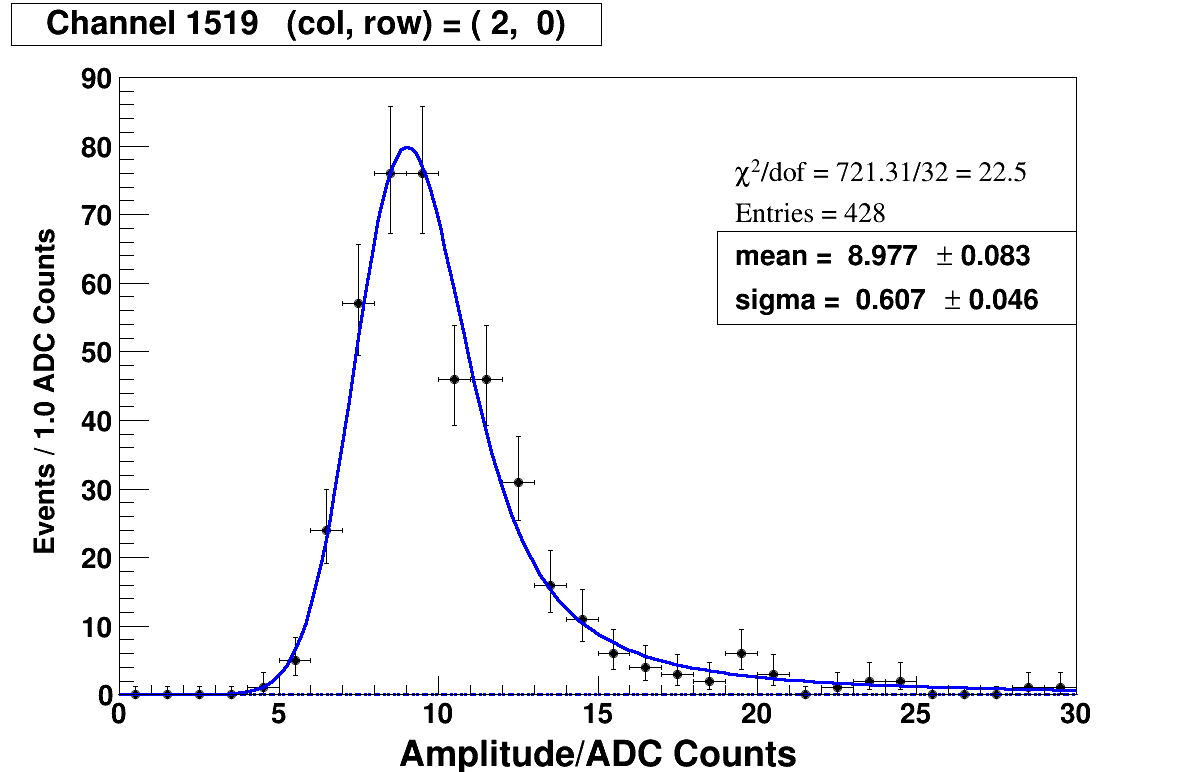 Channel 1519 (col, row) = ( 2, 0)
90
80
70
60
50
40
30
20
10
0
Events / 1.0 ADC Counts
χ²/dof = 721.31/32 = 22.5
Entries = 428
mean = 8.977 ± 0.083
sigma = 0.607 ± 0.046
0 5 10 15 20 25 30
Amplitude/ADC Counts